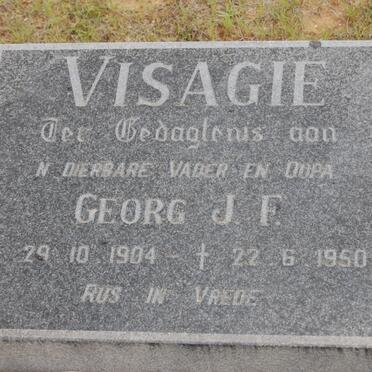 VISAGIE
Ter Gedagtenis aan
'N DIERBARE VADER EN OUPA
GEORG J. F.
29 · 10 · 1904 – † 22 · 6 · 1950
RUS IN VREDE